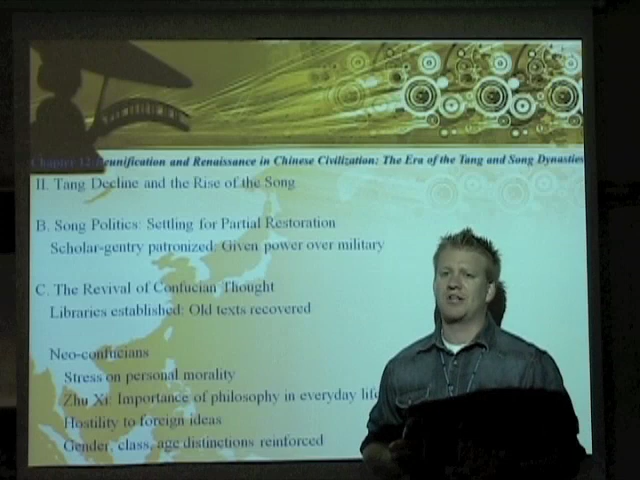 Chapter 12: Reunification and Renaissance in Chinese Civilization: The Era of the Tang and Song Dynasties
II. Tang Decline and the Rise of the Song
B. Song Politics: Settling for Partial Restoration
Scholar-gentry patronized: Given power over military
C. The Revival of Confucian Thought
Libraries established: Old texts recovered
Neo-confucians
Stress on personal morality
Zhu Xi: Importance of philosophy in everyday life
Hostility to foreign ideas
Gender, class, age distinctions reinforced